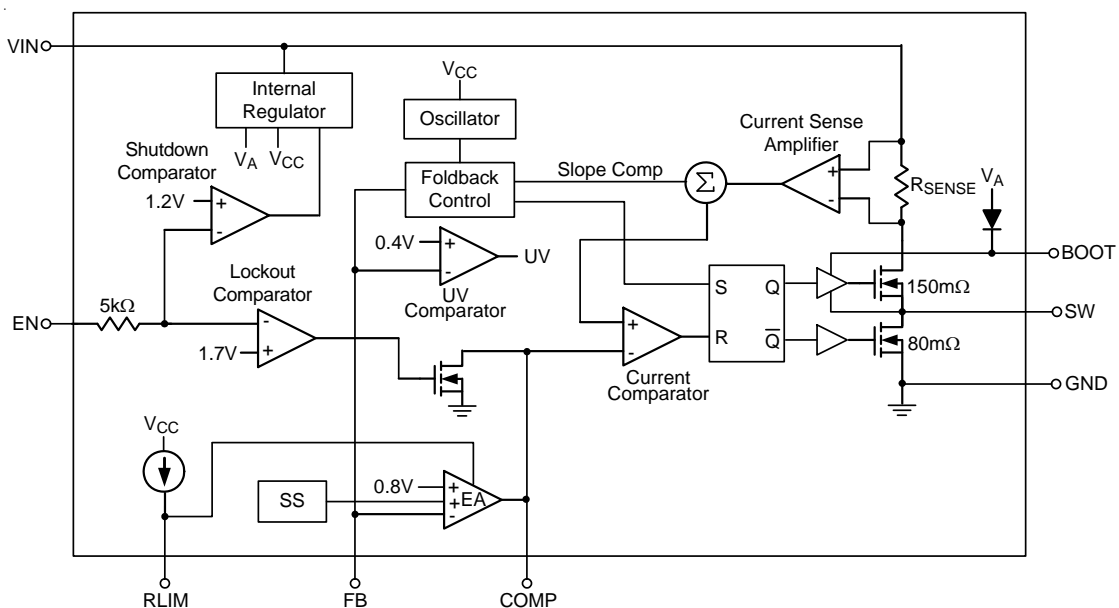 VIN
Internal
Regulator
VA
VCC
Shutdown
Comparator
1.2V
+
-
VCC
Oscillator
Foldback
Control
Slope Comp
Σ
Current Sense
Amplifier
+
-
RSENSE
VA
BOOT
0.4V
+
-
UV
UV
Comparator
Lockout
Comparator
5kΩ
EN
-
1.7V
+
S
Q
R
Q
150mΩ
SW
80mΩ
GND
+
-
Current
Comparator
VCC
SS
0.8V
+
+
-
EA
RLIM
FB
COMP